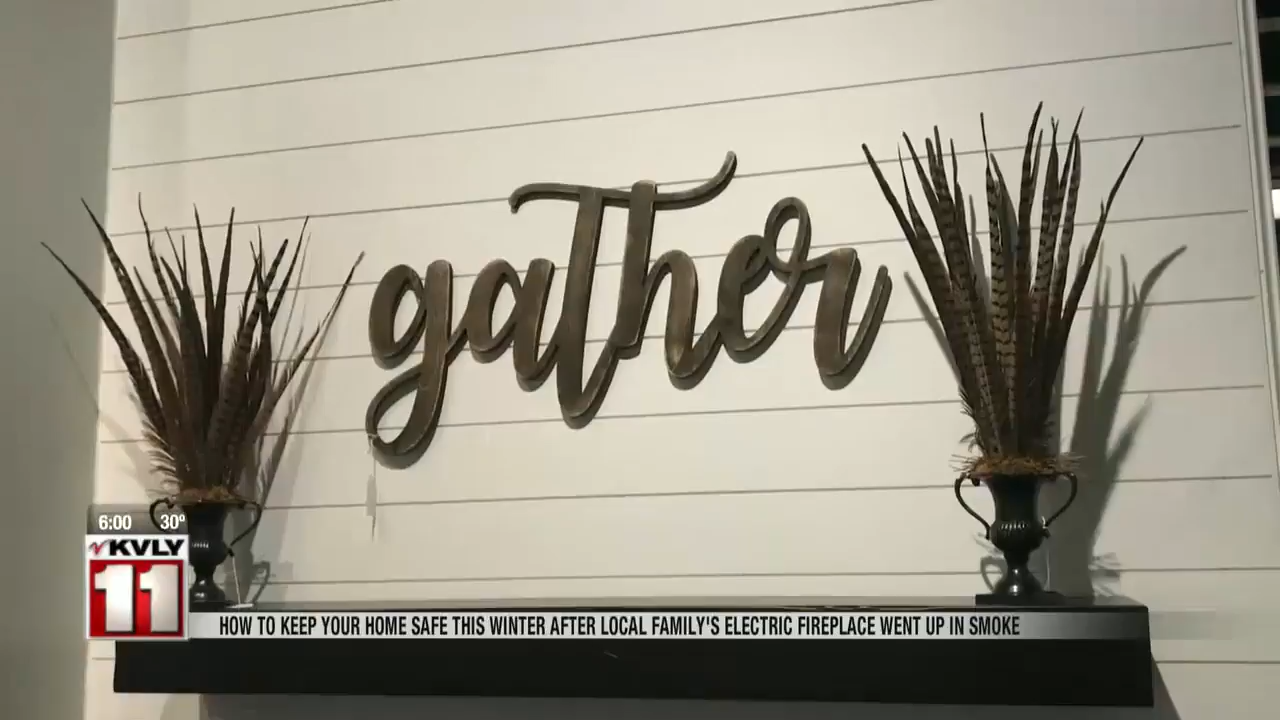 gather
6:00 30°
KVLY
11
HOW TO KEEP YOUR HOME SAFE THIS WINTER AFTER LOCAL FAMILY'S ELECTRIC FIREPLACE WENT UP IN SMOKE